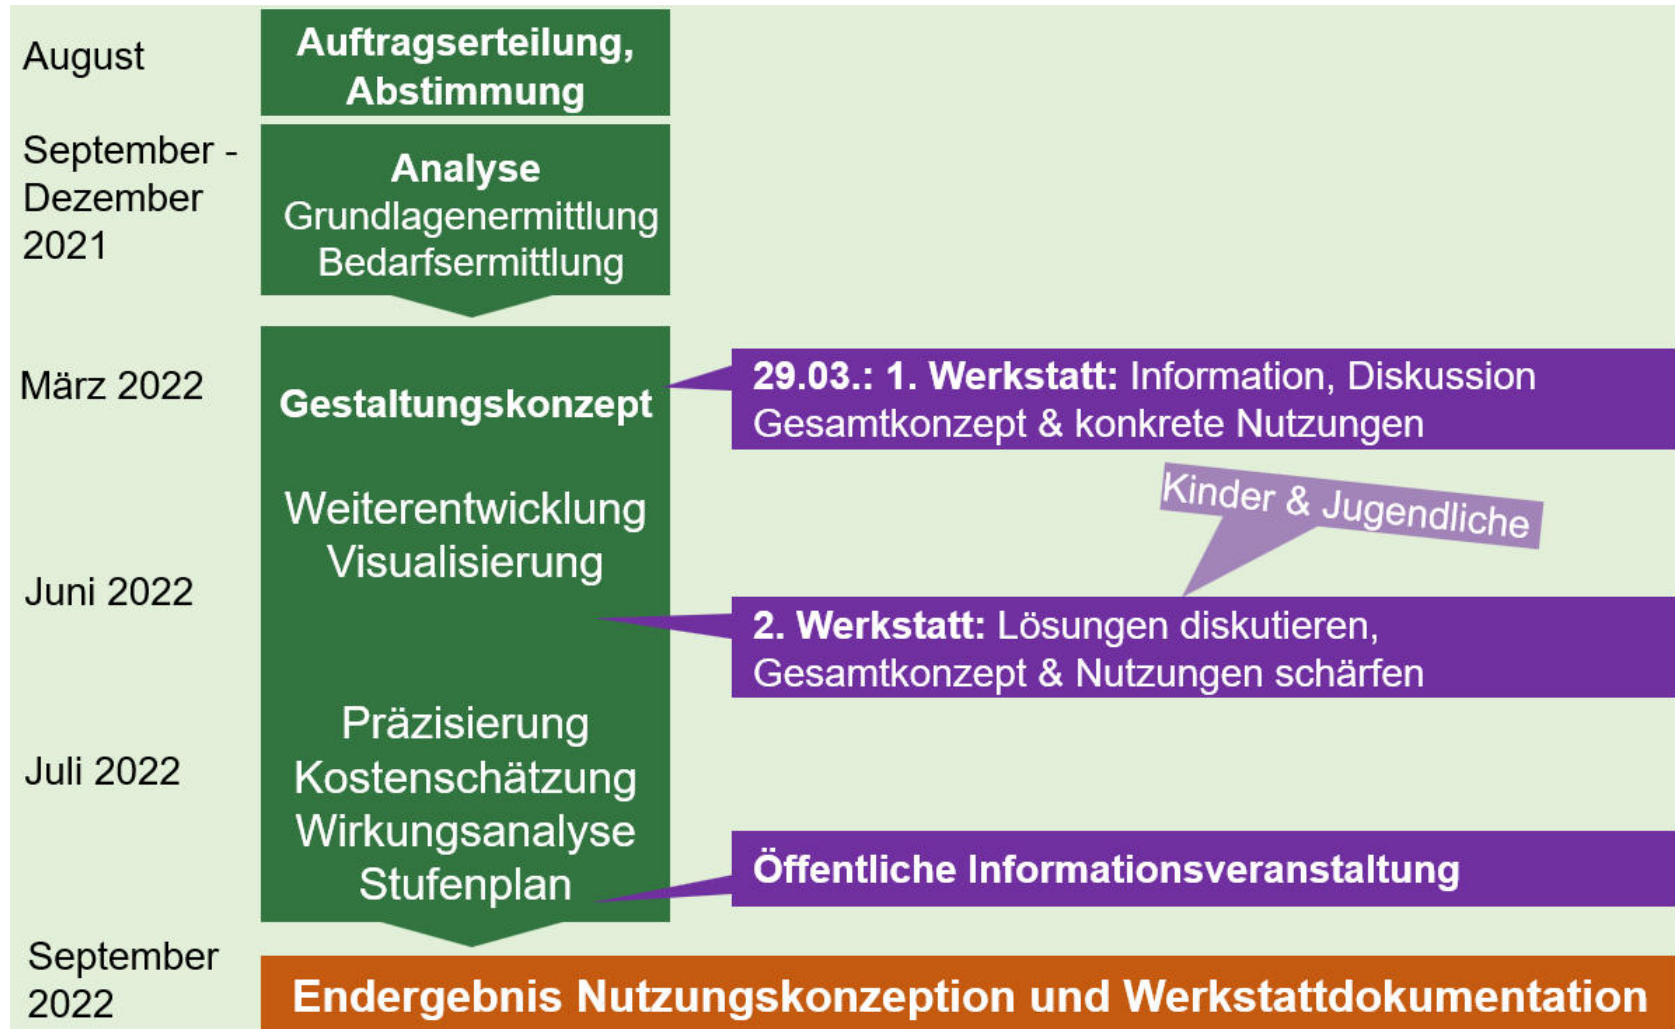 August
Auftragserteilung,
Abstimmung
September -
Dezember
2021
Analyse
Grundlagenermittlung
Bedarfsermittlung
März 2022
Gestaltungskonzept
29.03.: 1. Werkstatt: Information, Diskussion
Gesamtkonzept & konkrete Nutzungen
Weiterentwicklung
Visualisierung
Kinder & Jugendliche
Juni 2022
2. Werkstatt: Lösungen diskutieren,
Gesamtkonzept & Nutzungen schärfen
Juli 2022
Präzisierung
Kostenschätzung
Wirkungsanalyse
Stufenplan
Öffentliche Informationsveranstaltung
September
2022
Endergebnis Nutzungskonzeption und Werkstattdokumentation